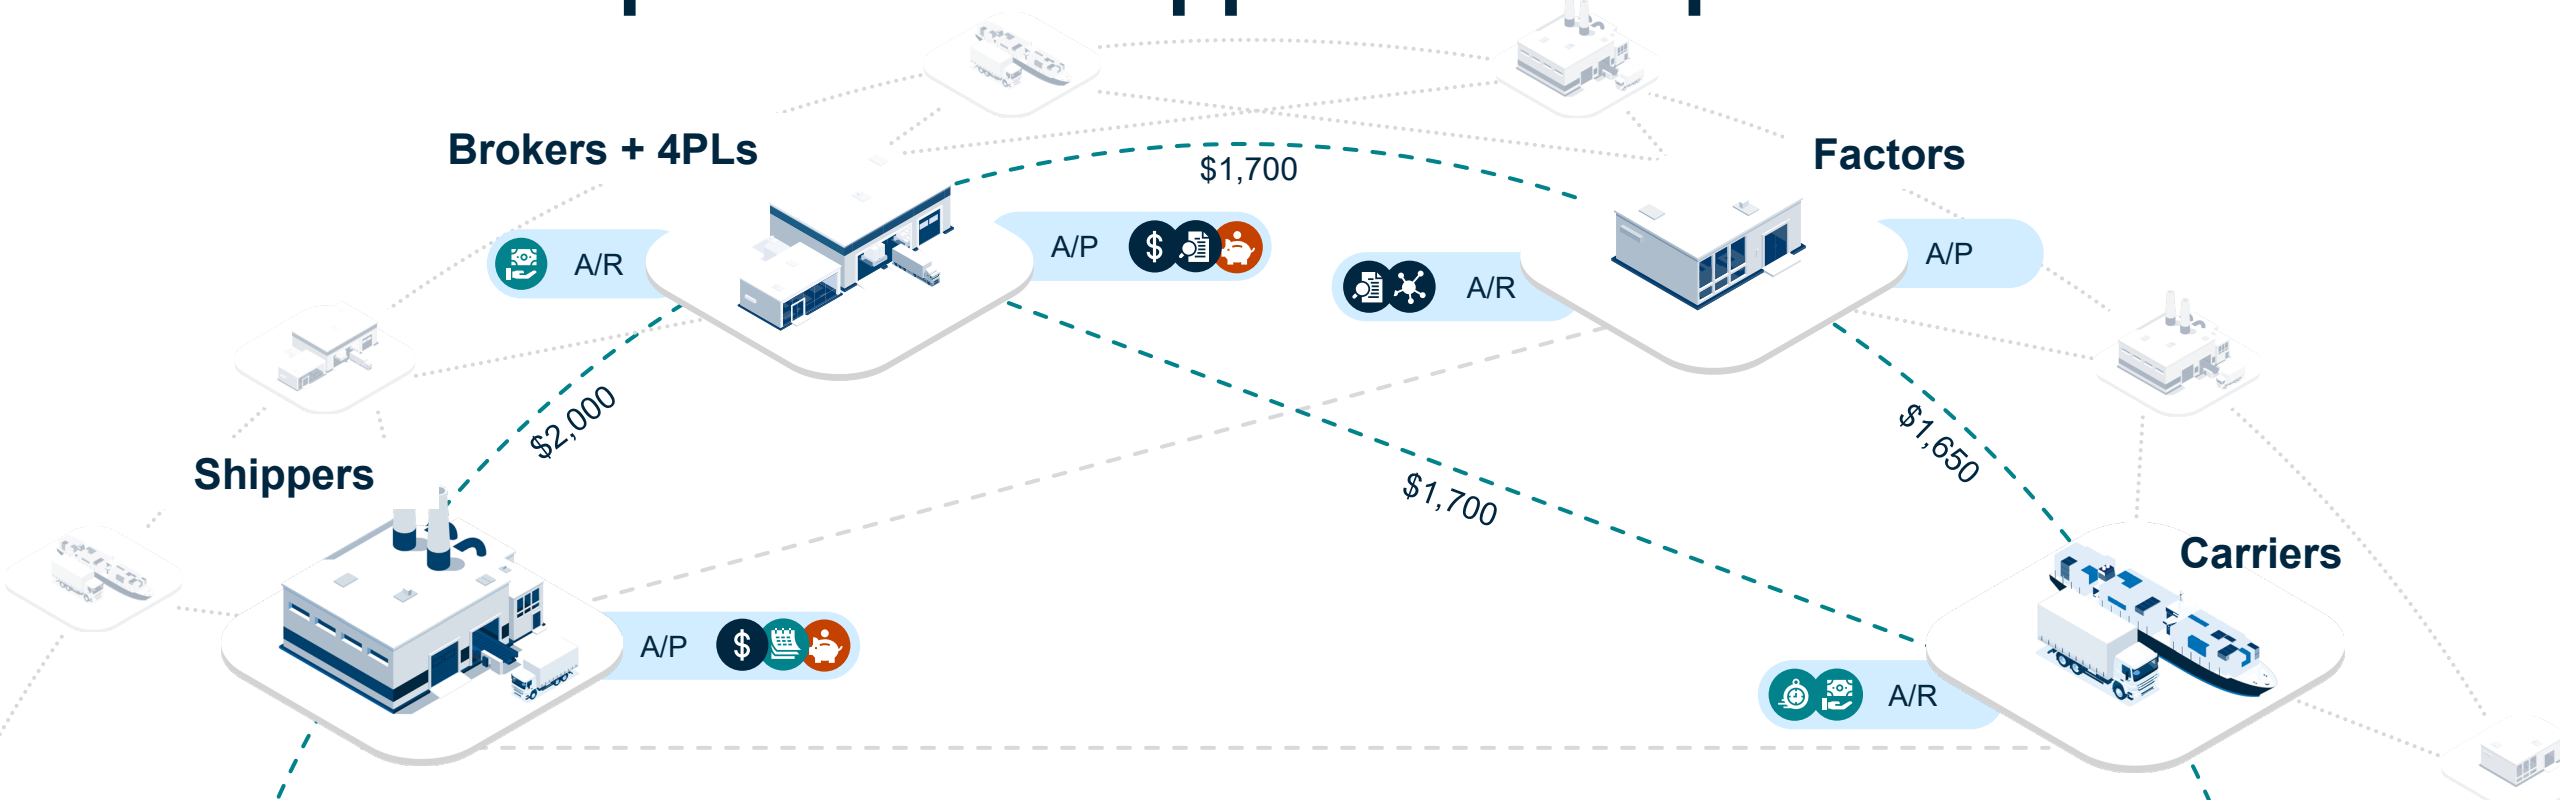 Brokers + 4PLs
Factors
$1,700
A/R
A/P
A/R
A/P
$2,000
$1,650
Shippers
$1,700
Carriers
A/P
A/R